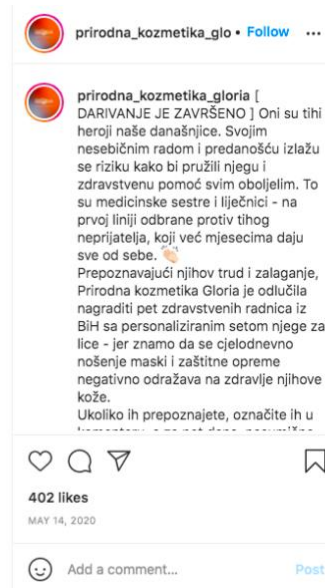 prirodna_kozmetika_glo • Follow ...
prirodna_kozmetika_gloria [
DARIVANJE JE ZAVRŠENO ] Oni su tihi
heroji naše današnjice. Svojim
nesebičnim radom i predanošću izlažu
se riziku kako bi pružili njegu i
zdravstvenu pomoć svim oboljelim. To
su medicinske sestre i liječnici - na
prvoj liniji odbrane protiv tihog
neprijatelja, koji već mjesecima daju
sve od sebe. 👏🏻
Prepoznavajući njihov trud i zalaganje,
Prirodna kozmetika Gloria je odlučila
nagraditi pet zdravstvenih radnica iz
BiH sa personaliziranim setom njege za
lice - jer znamo da se cjelodnevno
nošenje maski i zaštitne opreme
negativno odražava na zdravlje njihove
kože.
Ukoliko ih prepoznajete, označite ih u
402 likes
MAY 14, 2020
Add a comment... Post